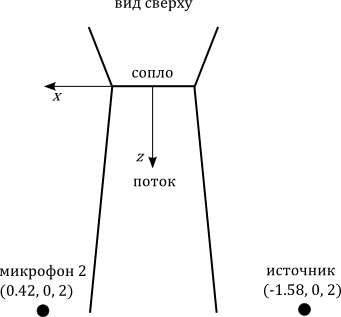 вид сверху
сопло
x
z
поток
микрофон 2
(0.42, 0, 2)
источник
(-1.58, 0, 2)